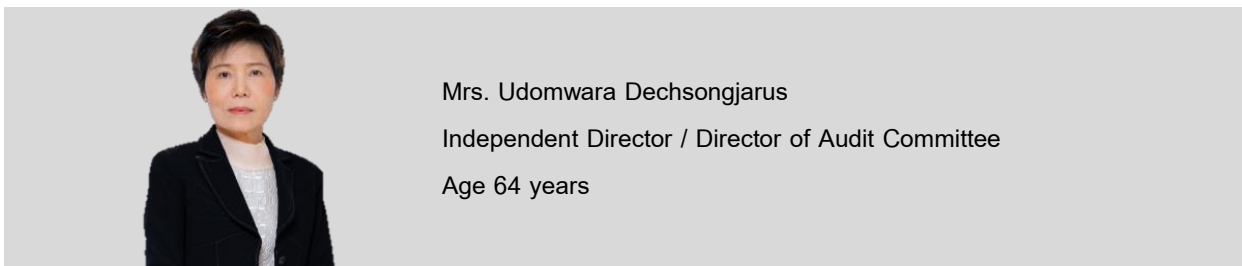 Mrs. Udomwara Dechsongjarus
Independent Director / Director of Audit Committee
Age 64 years